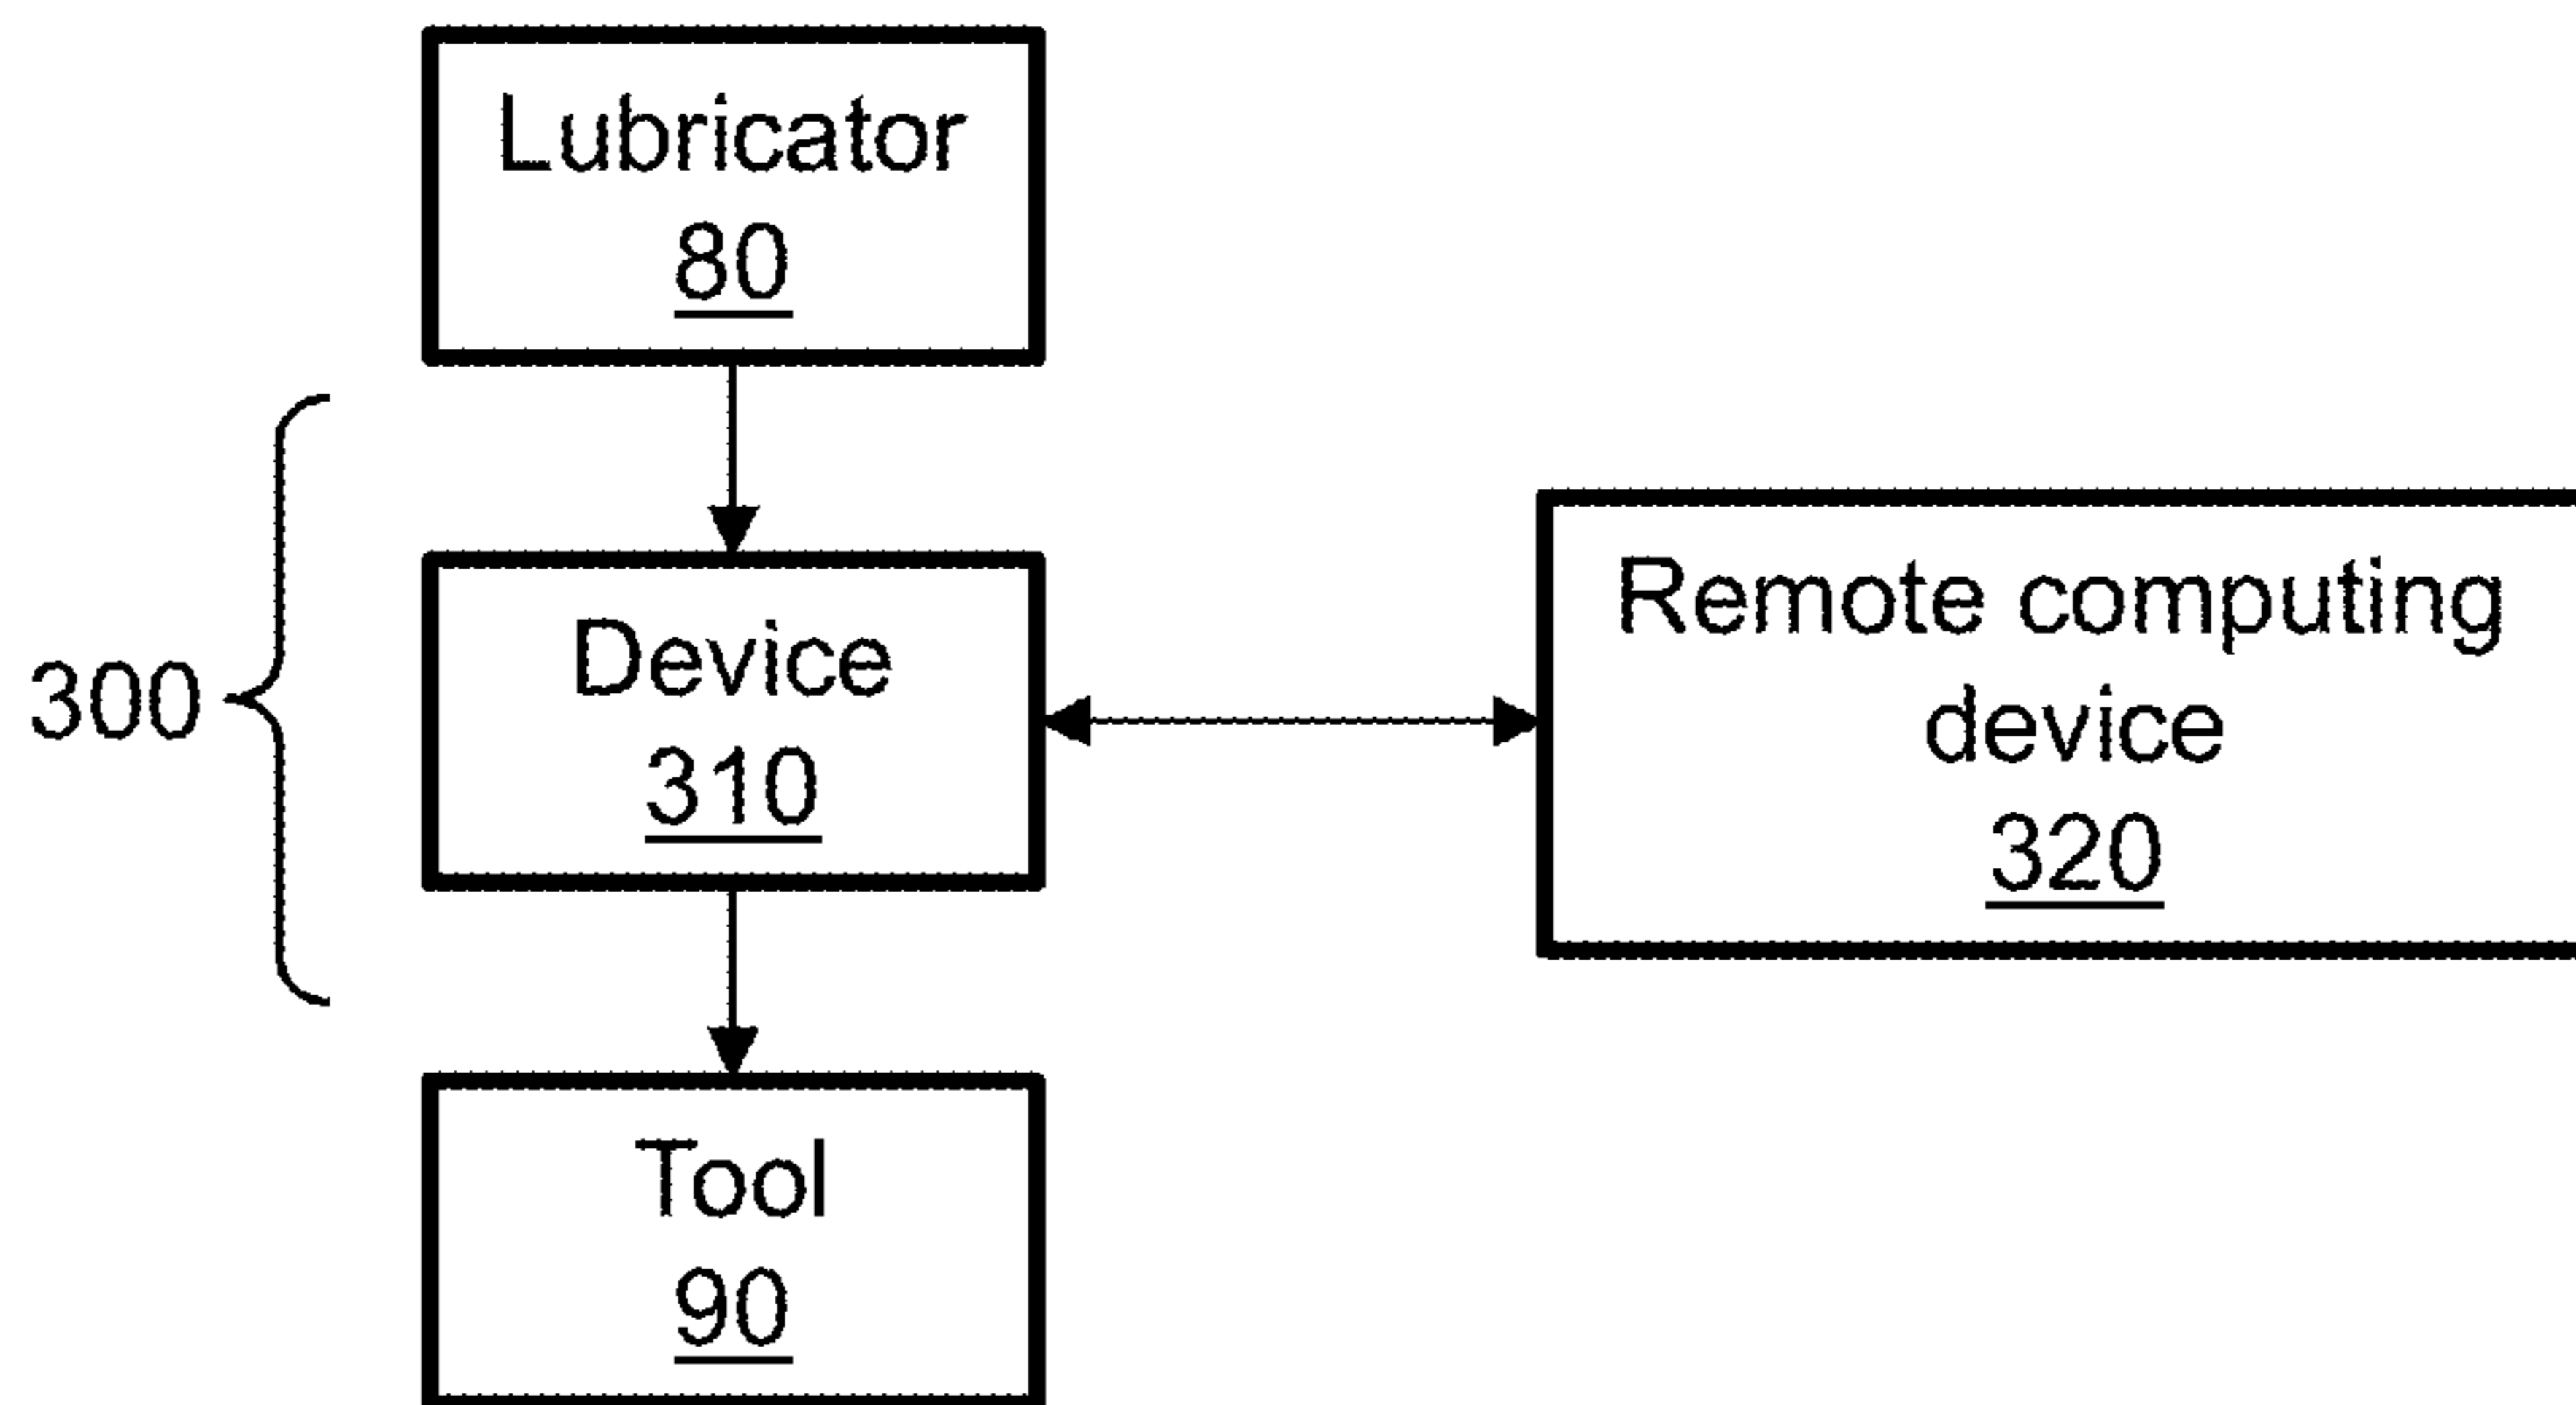 Lubricator
80
300
Device
310
Remote computing
device
320
Tool
90